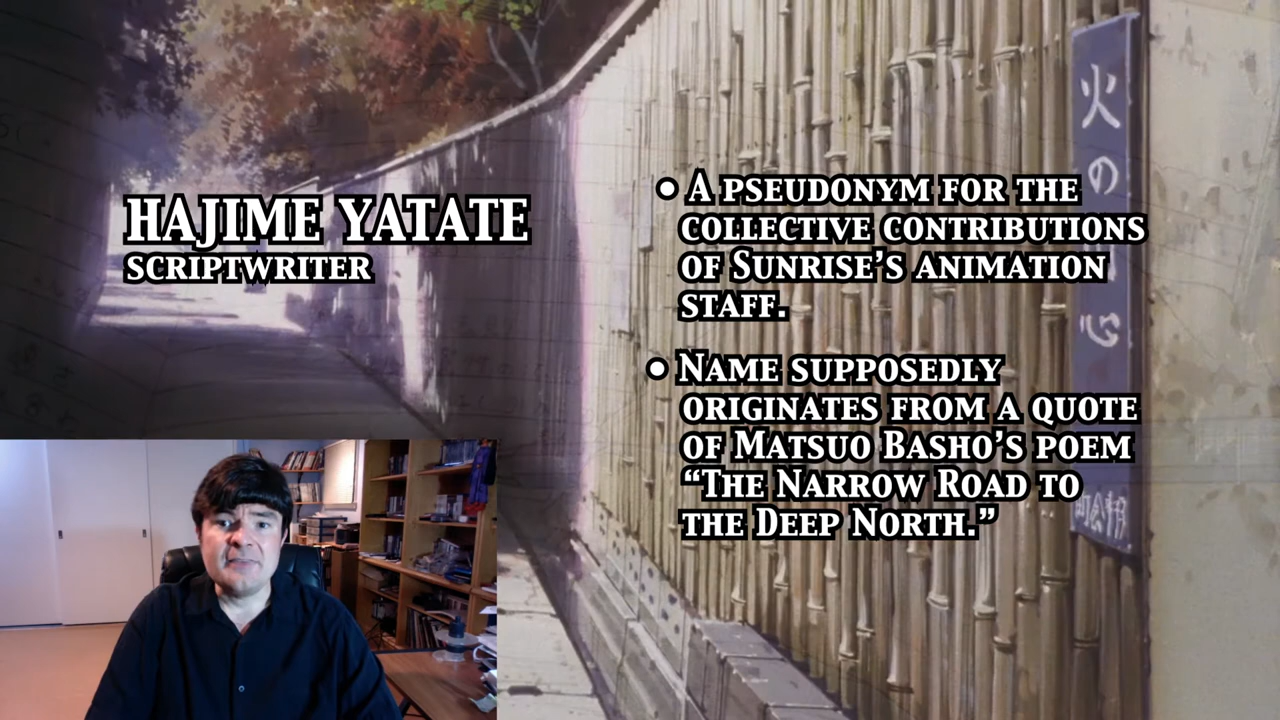 HAJIME YATATE
SCRIPTWRITER
• A PSEUDONYM FOR THE
COLLECTIVE CONTRIBUTIONS
OF SUNRISE’S ANIMATION
STAFF.
• NAME SUPPOSEDLY
ORIGINATES FROM A QUOTE
OF MATSUO BASHO’S POEM
“THE NARROW ROAD TO
THE DEEP NORTH.”
火の用心